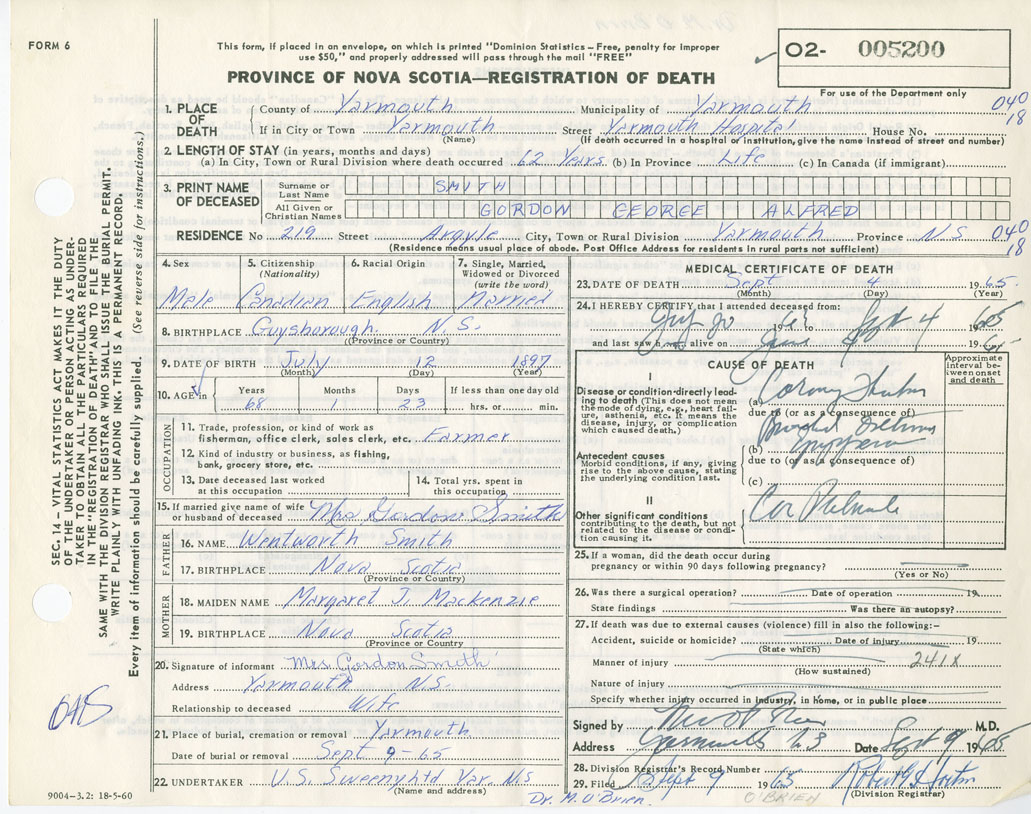 FORM 6
This form, if placed in an envelope, on which is printed "Dominion Statistics – Free, penalty for improper
use $50," and properly addressed will pass through the mail "FREE"
O2- 005200
For use of the Department only
PROVINCE OF NOVA SCOTIA—REGISTRATION OF DEATH
1. PLACE OF DEATH County of Yarmouth Municipality of Yarmouth 040
If in City or Town Yarmouth Street Yarmouth Hospital House No. 18
(Name) (If death occurred in a hospital or institution, give the name instead of street and number)
2. LENGTH OF STAY (in years, months and days)
(a) In City, Town or Rural Division where death occurred 62 Years (b) In Province Life (c) In Canada (if immigrant)
3. PRINT NAME OF DECEASED Surname or Last Name SMITH
All Given or Christian Names GORDON GEORGE ALFRED
RESIDENCE No 219 Street Argyle City, Town or Rural Division Yarmouth Province N S 040
(Residence means usual place of abode. Post Office Address for residents in rural parts not sufficient) 18
4. Sex 5. Citizenship (Nationality) 6. Racial Origin 7. Single, Married, Widowed or Divorced (write the word)
Male Canadian English Married
8. BIRTHPLACE Guysborough N.S.
(Province or Country)
9. DATE OF BIRTH July 12 1897
(Month) (Day) (Year)
10. AGE in Years Months Days If less than one day old
68 1 23 hrs. or min.
OCCUPATION
11. Trade, profession, or kind of work as
fisherman, office clerk, sales clerk, etc. Farmer
12. Kind of industry or business, as fishing,
bank, grocery store, etc.
13. Date deceased last worked at this occupation 14. Total yrs. spent in this occupation
15. If married give name of wife
or husband of deceased Mrs Gordon Smith
FATHER
16. NAME Wentworth Smith
17. BIRTHPLACE Nova Scotia
(Province or Country)
MOTHER
18. MAIDEN NAME Margaret J. Mackenzie
19. BIRTHPLACE Nova Scotia
(Province or Country)
20. Signature of informant Mrs. Gordon Smith
Address Yarmouth N.S.
Relationship to deceased Wife
21. Place of burial, cremation or removal Yarmouth
Date of burial or removal Sept 9-65
22. UNDERTAKER V.S. Sweeny Ltd Yar. N.S
(Name and address)
MEDICAL CERTIFICATE OF DEATH
23. DATE OF DEATH Sept 4 1965
(Month) (Day) (Year)
24. I HEREBY CERTIFY that I attended deceased from:
1961 to Sept 4 1965
and last saw h alive on 196
CAUSE OF DEATH
Approximate interval between onset and death
I
Disease or condition directly leading to death (This does not mean the mode of dying, e.g., heart failure, asthenia, etc. It means the disease, injury, or complication which caused death.)
(a) Coronary
due to (or as a consequence of)
Antecedent causes
Morbid conditions, if any, giving rise to the above cause, stating the underlying condition last.
(b)
due to (or as a consequence of)
(c)
II
Other significant conditions
contributing to the death, but not related to the disease or condition causing it.
Cor Pulmonale
25. If a woman, did the death occur during
pregnancy or within 90 days following pregnancy?
(Yes or No)
26. Was there a surgical operation? Date of operation 19
State findings Was there an autopsy?
27. If death was due to external causes (violence) fill in also the following:–
Accident, suicide or homicide? Date of injury 19
(State which)
Manner of injury 241X
(How sustained)
Nature of injury
Specify whether injury occurred in industry, in home, or in public place
Signed by M.D.
Address Yarmouth N.S Date Sept 9 1965
28. Division Registrar's Record Number
29. Filed Sept 9 1965
(Division Registrar)
Dr. M. O'Brien. O'BRIEN
SEC. 14 – VITAL STATISTICS ACT MAKES IT THE DUTY
OF THE UNDERTAKER OR PERSON ACTING AS UNDER-
TAKER TO OBTAIN ALL THE PARTICULARS REQUIRED
IN THE "REGISTRATION OF DEATH" AND TO FILE THE
SAME WITH THE DIVISION REGISTRAR WHO SHALL ISSUE THE BURIAL PERMIT.
WRITE PLAINLY WITH UNFADING INK. THIS IS A PERMANENT RECORD.
Every item of information should be carefully supplied. (See reverse side for instructions.)
9004–3.2: 18-5-60